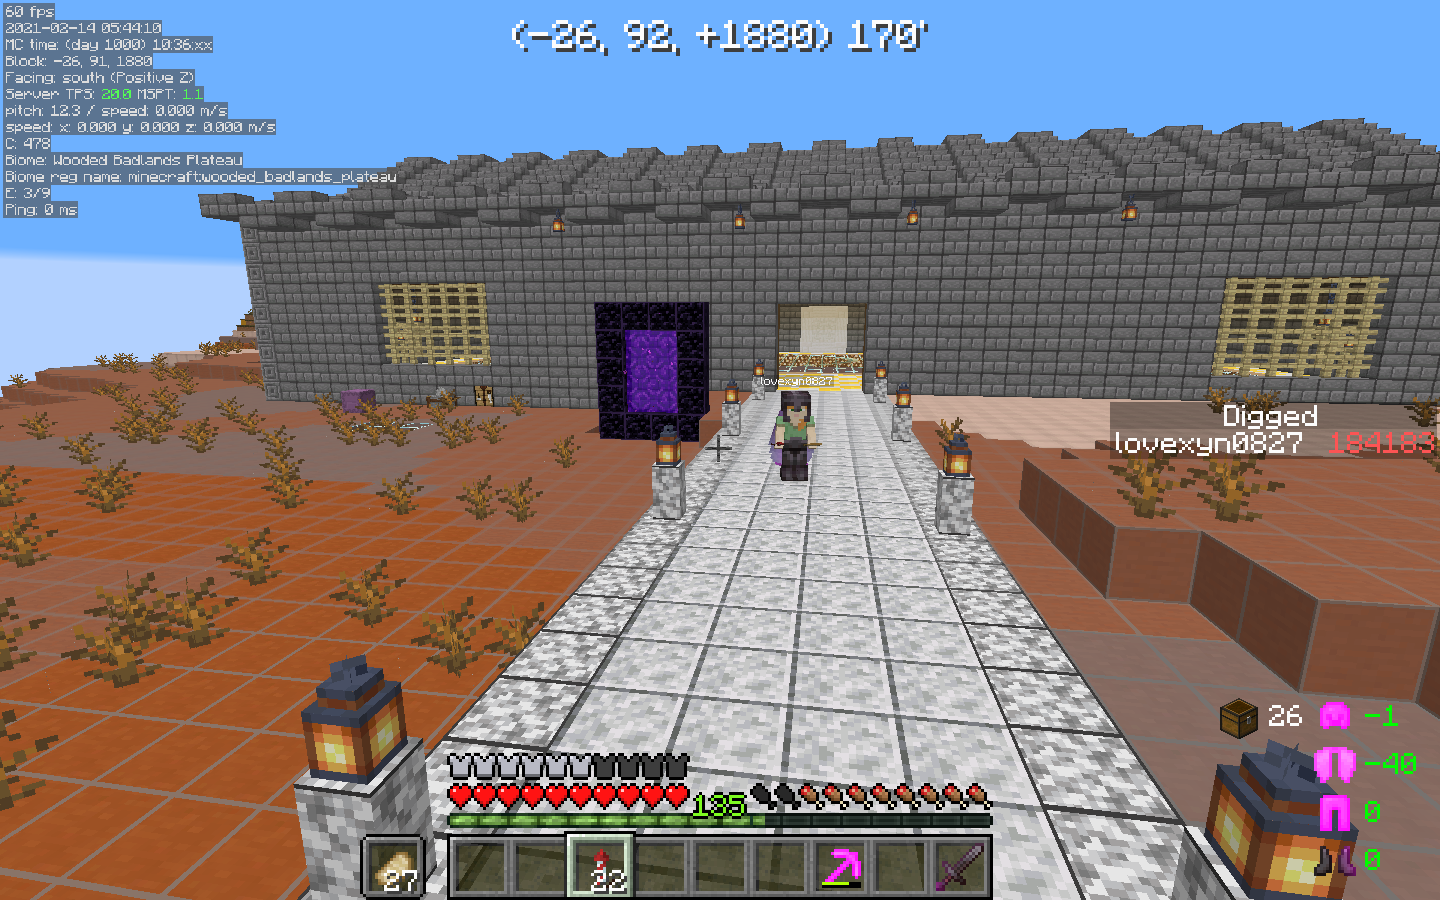 60 fps
2021-02-14 05:44:10
MC time: (day 1000) 10:36:xx
Block: -26, 91, 1880
Facing: south (Positive Z)
Server TPS: 20.0 MSPT: 1.1
pitch: 12.3 / speed: 0.000 m/s
speed: x: 0.000 y: 0.000 z: 0.000 m/s
C: 478
Biome: Wooded Badlands Plateau
Biome reg name: minecraft:wooded_badlands_plateau
E: 3/9
Ping: 0 ms
(-26, 92, +1880) 170'
lovexyn0827
Digged
lovexyn0827 184183
26 -1
-40
0
0
135
27
22